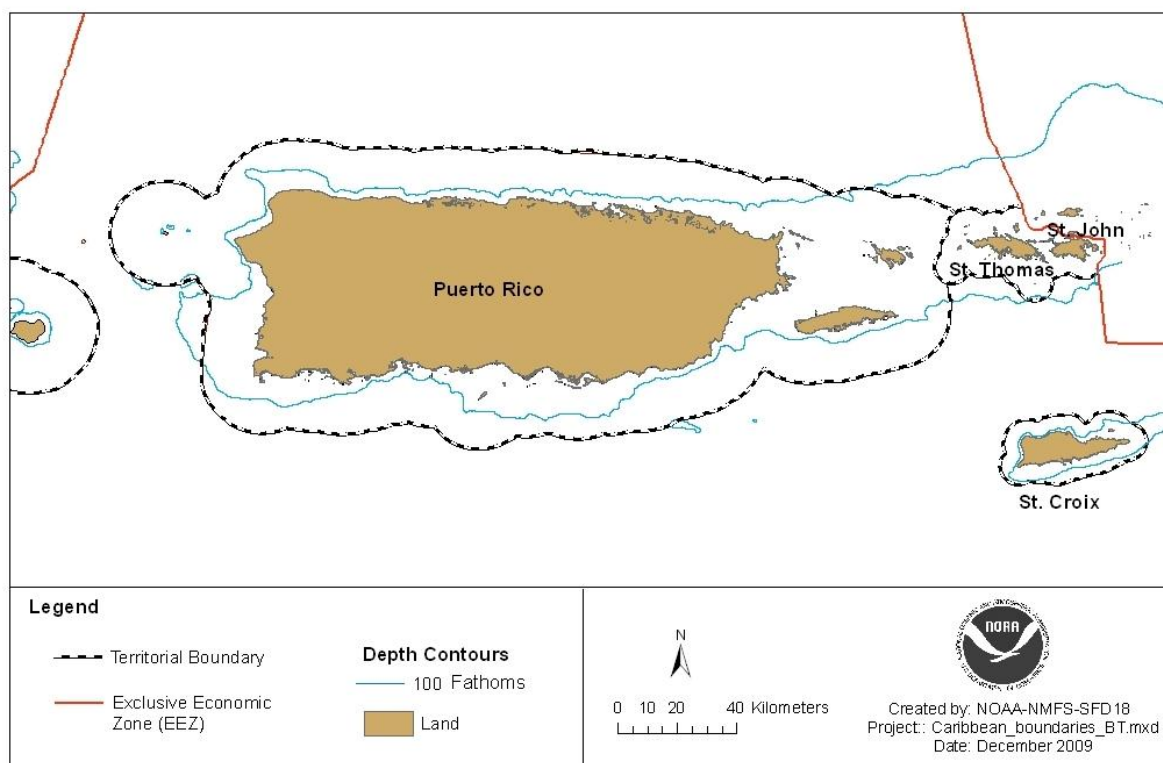 St. John
St. Thomas
Puerto Rico
St. Croix
Legend
Territorial Boundary
Exclusive Economic
Zone (EEZ)
Depth Contours
100 Fathoms
Land
N
0 10 20 40 Kilometers
NOAA
Created by: NOAA-NMFS-SFD18
Project:: Caribbean_boundaries_BT.mxd
Date: December 2009